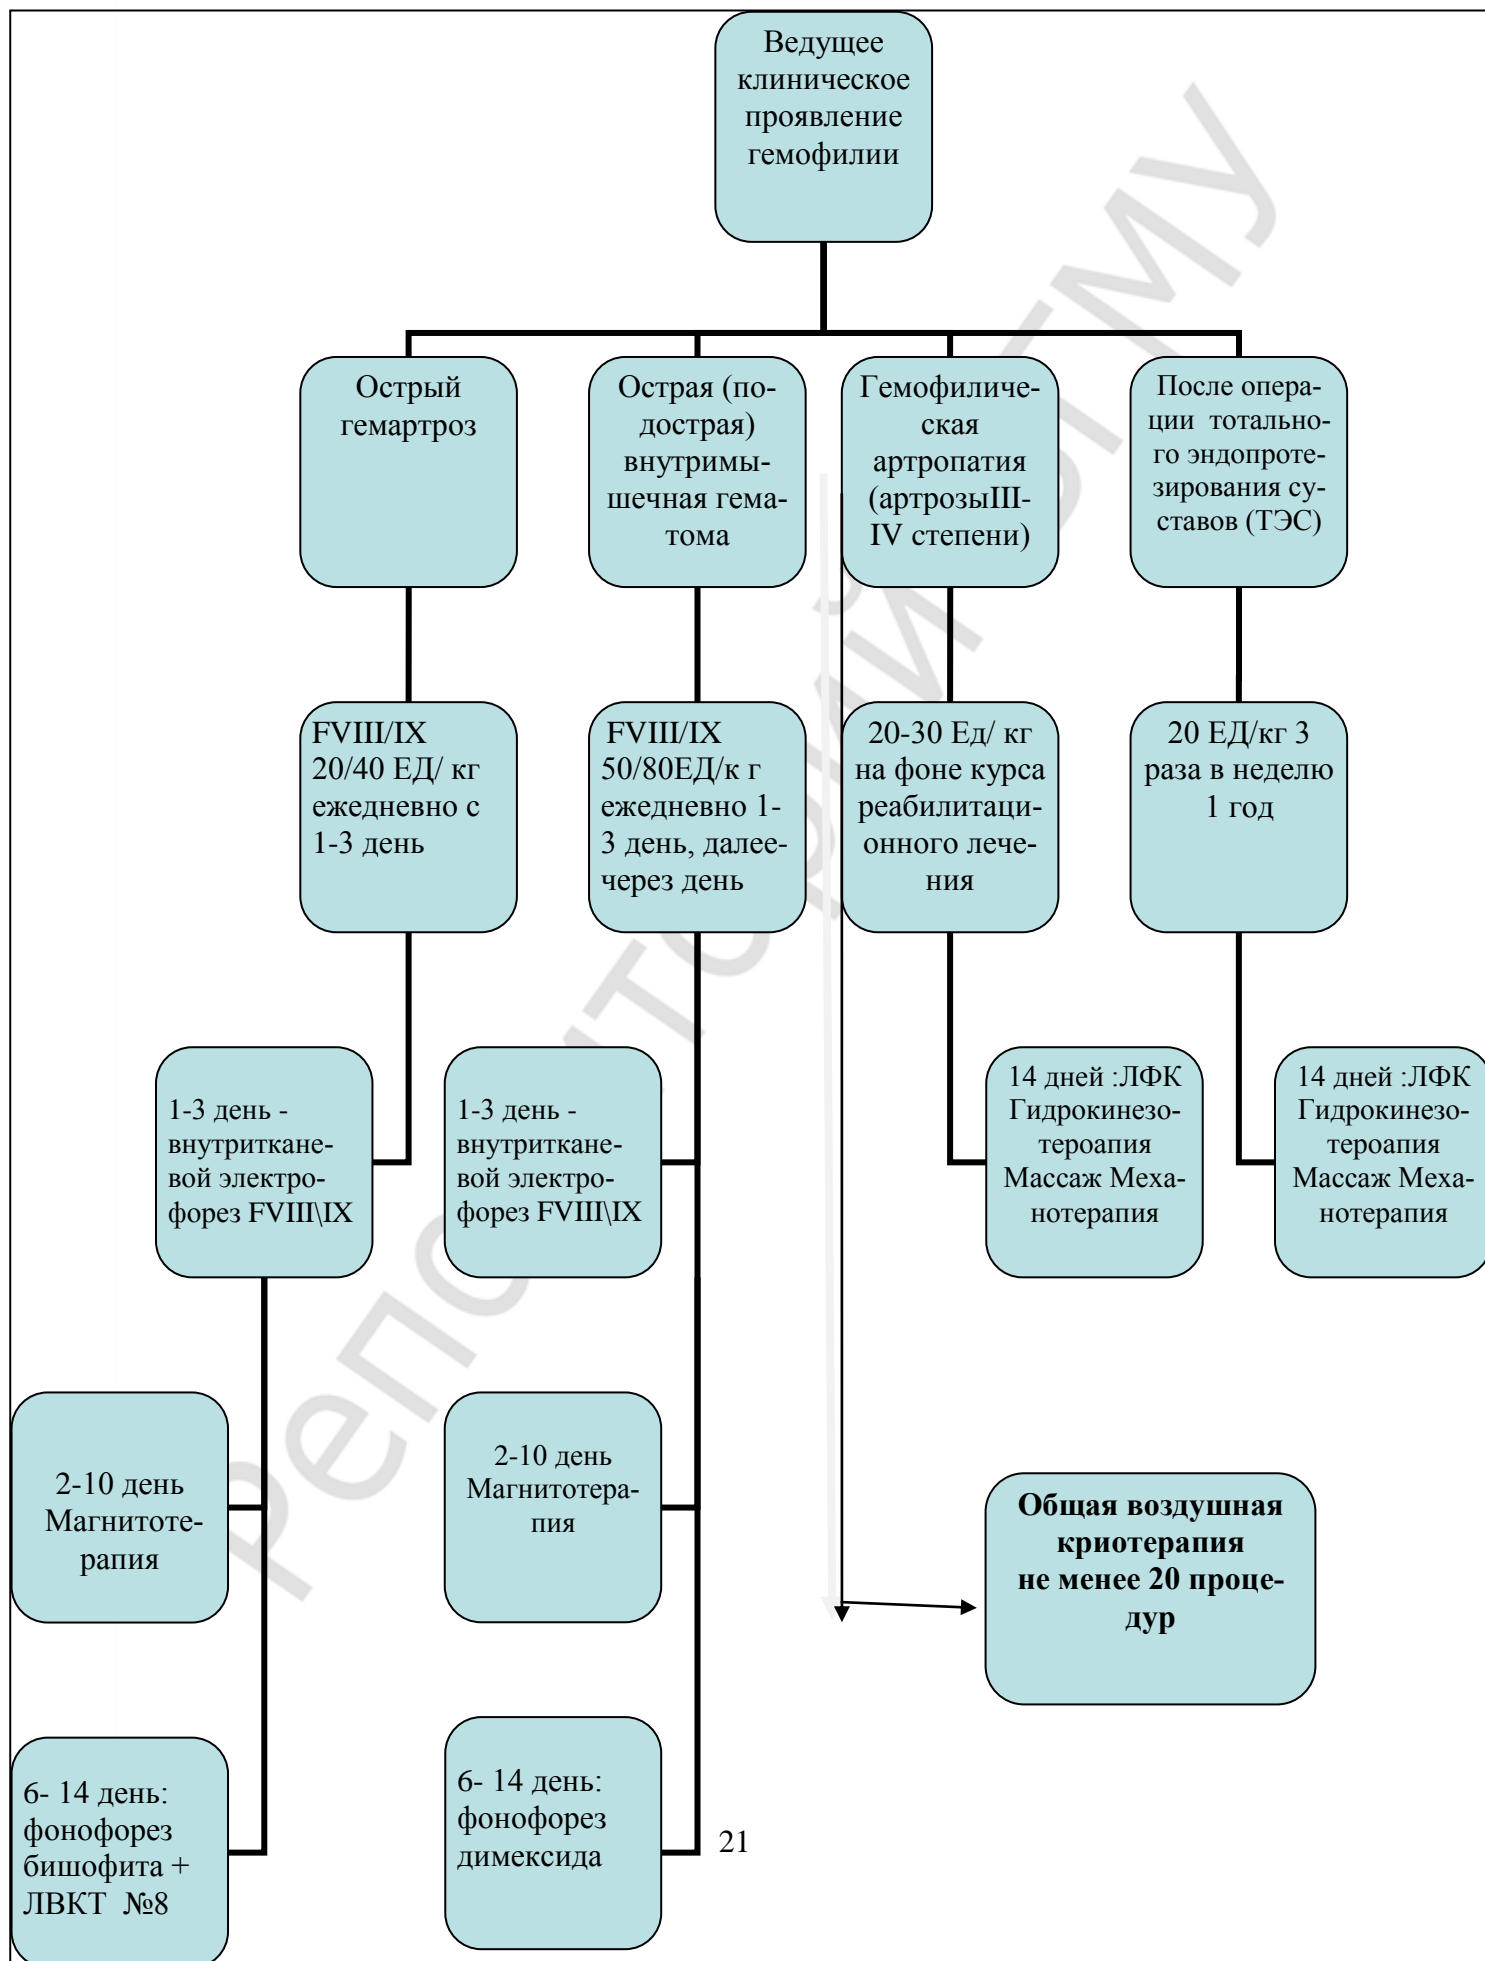 Ведущее
клиническое
проявление
гемофилии
Острый
гемартроз
Острая (по-
дострая)
внутримы-
шечная гема-
тома
Гемофиличе-
ская
артропатия
(артрозыIII-
IV степени)
После опера-
ции тотально-
го эндопроте-
зирования су-
ставов (ТЭС)
FVIII/IX
20/40 ЕД/ кг
ежедневно с
1-3 день
FVIII/IX
50/80ЕД/к г
ежедневно 1-
3 день, далее-
через день
20-30 Ед/ кг
на фоне курса
реабилитаци-
онного лече-
ния
20 ЕД/кг 3
раза в неделю
1 год
1-3 день -
внутриткане-
вой электро-
форез FVIII\IX
1-3 день -
внутриткане-
вой электро-
форез FVIII\IX
14 дней :ЛФК
Гидрокинезо-
тероапия
Массаж Меха-
нотерапия
14 дней :ЛФК
Гидрокинезо-
тероапия
Массаж Меха-
нотерапия
2-10 день
Магнитоте-
рапия
2-10 день
Магнитотера-
пия
Общая воздушная
криотерапия
не менее 20 проце-
дур
6- 14 день:
фонофорез
бишофита +
ЛВКТ №8
6- 14 день:
фонофорез
димексида
21